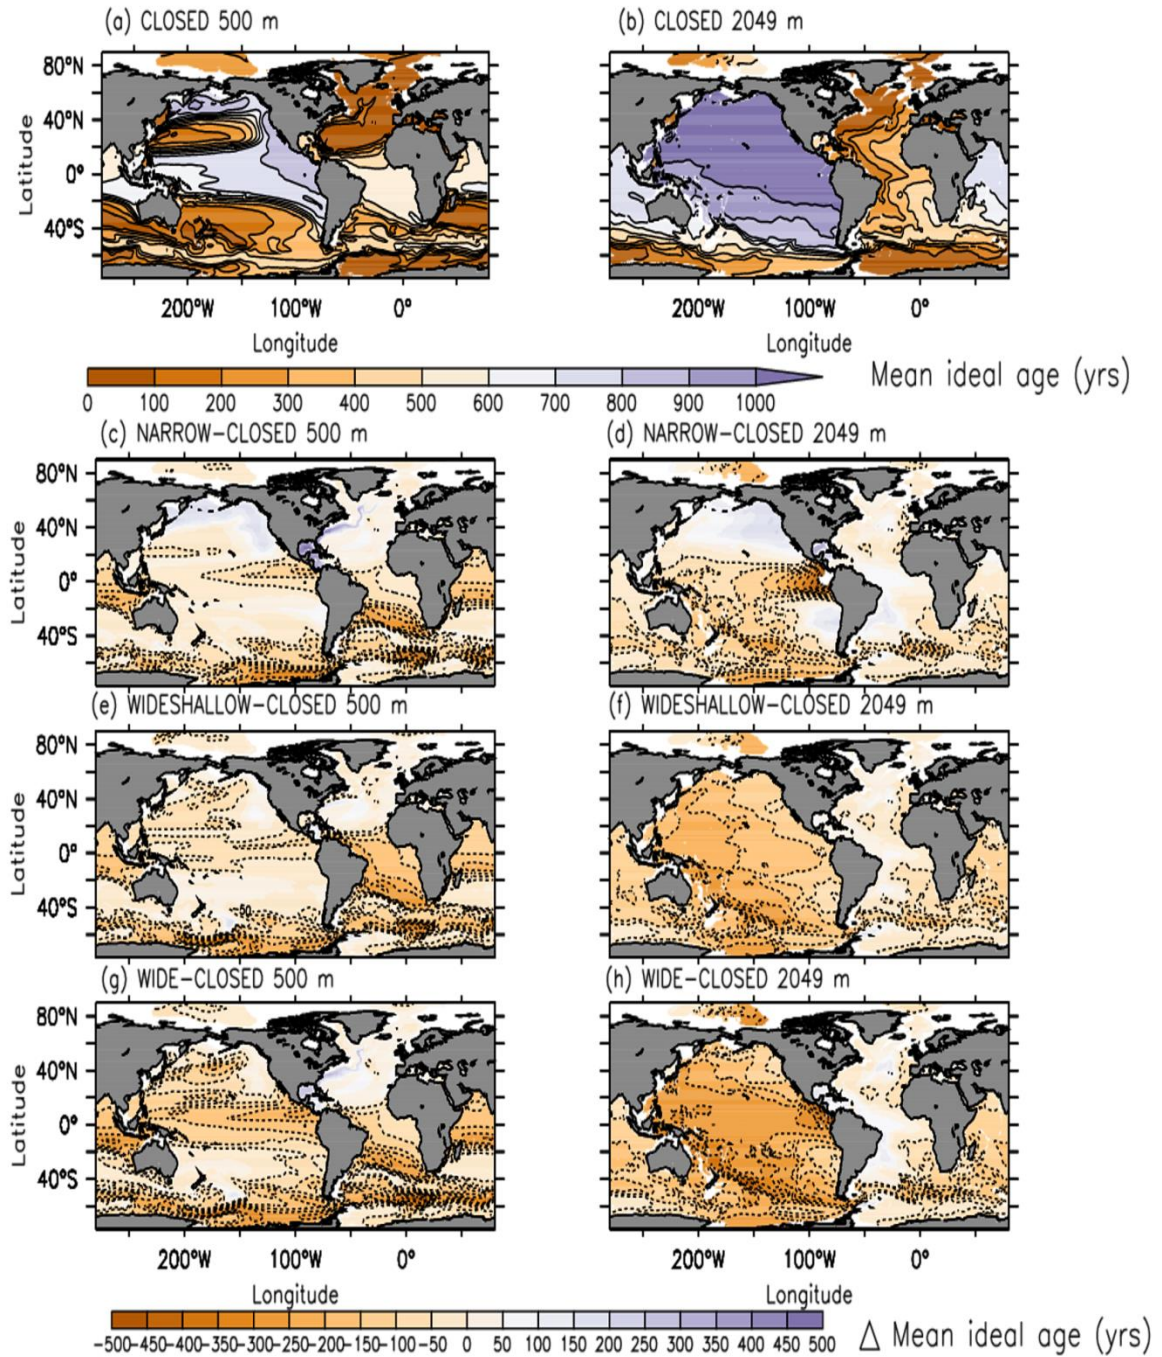 (a) CLOSED 500 m (b) CLOSED 2049 m
80°N
40°N
0°
40°S
Latitude
200°W 100°W 0° 200°W 100°W 0°
Longitude Longitude
0 100 200 300 400 500 600 700 800 900 1000
Mean ideal age (yrs)
(c) NARROW-CLOSED 500 m (d) NARROW-CLOSED 2049 m
80°N
40°N
0°
40°S
Latitude
(e) WIDESHALLOW-CLOSED 500 m (f) WIDESHALLOW-CLOSED 2049 m
80°N
40°N
0°
40°S
Latitude
-50
(g) WIDE-CLOSED 500 m (h) WIDE-CLOSED 2049 m
80°N
40°N
0°
40°S
Latitude
200°W 100°W 0° 200°W 100°W 0°
Longitude Longitude
-500-450-400-350-300-250-200-150-100-50 0 50 100 150 200 250 300 350 400 450 500
Δ Mean ideal age (yrs)